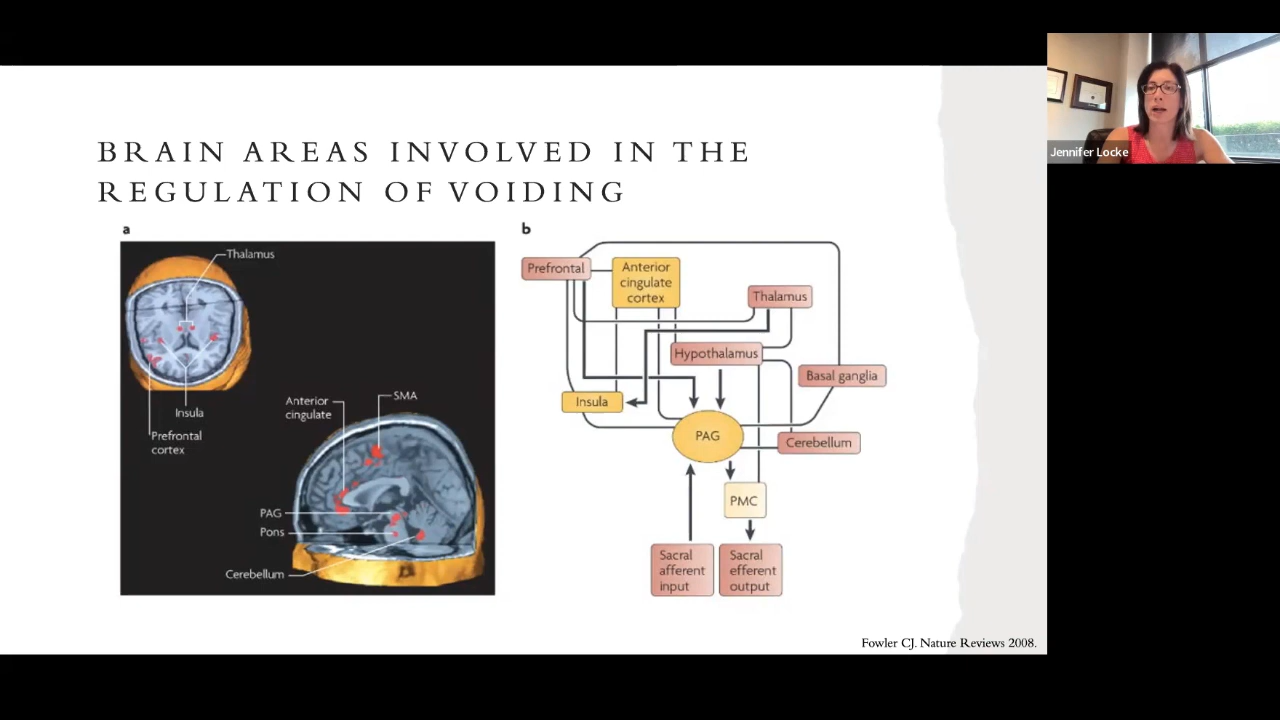 BRAIN AREAS INVOLVED IN THE
REGULATION OF VOIDING
a
Thalamus
Insula
Prefrontal
cortex
Anterior
cingulate
SMA
PAG
Pons
Cerebellum
b
Prefrontal
Anterior
cingulate
cortex
Thalamus
Hypothalamus
Basal ganglia
Insula
PAG
Cerebellum
PMC
Sacral
afferent
input
Sacral
efferent
output
Fowler CJ. Nature Reviews 2008.
Jennifer Locke